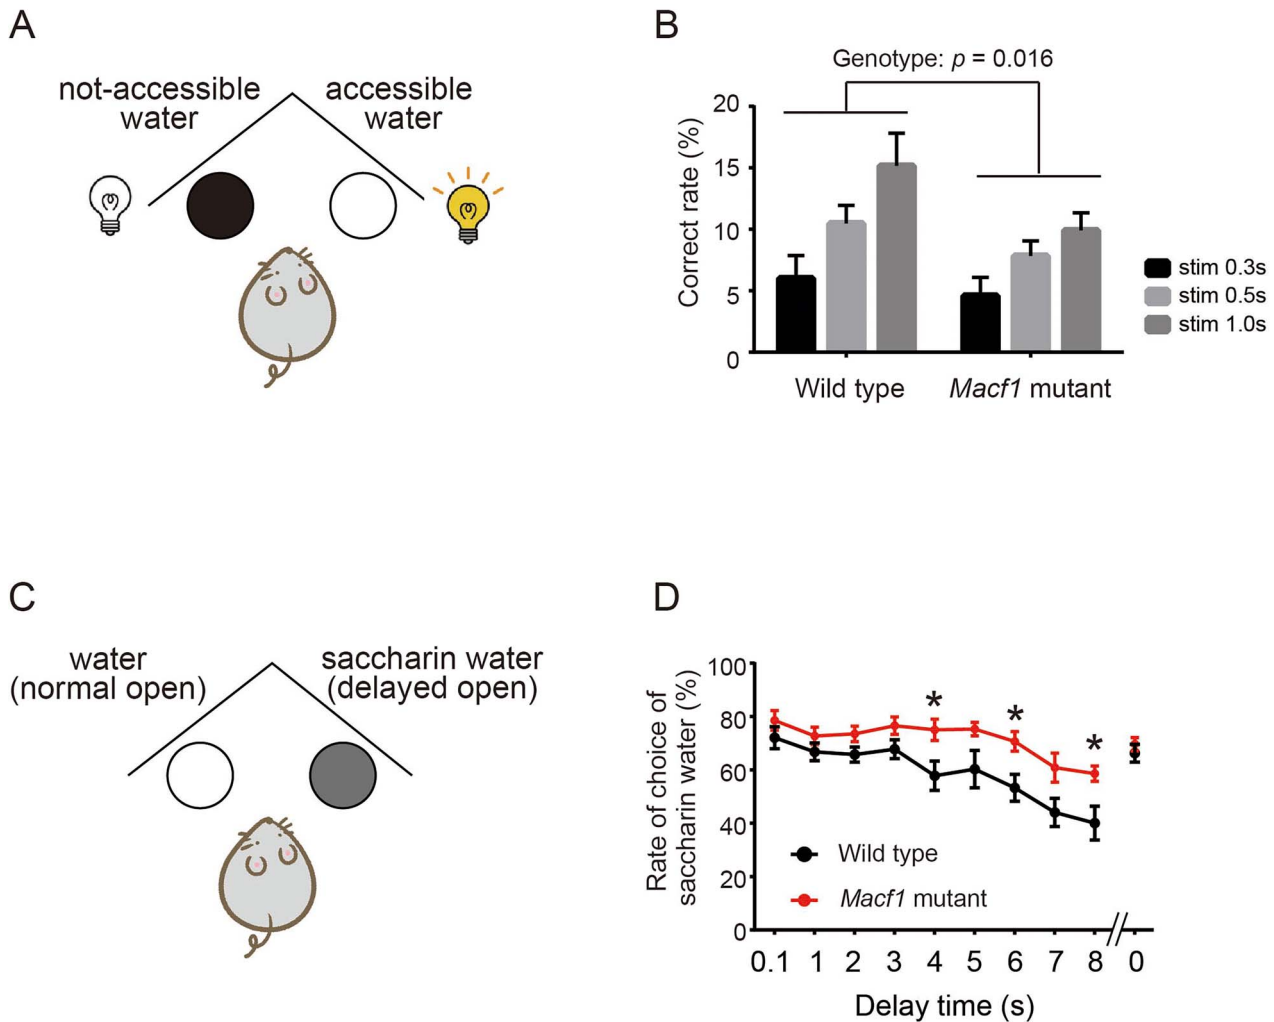 A
not-accessible
water
accessible
water
B
Genotype: p = 0.016
Correct rate (%)
20
15
10
5
0
Wild type
Macf1 mutant
stim 0.3s
stim 0.5s
stim 1.0s
C
water
(normal open)
saccharin water
(delayed open)
D
Rate of choice of
saccharin water (%)
100
80
60
40
20
0
*
*
*
Wild type
Macf1 mutant
0.1 1 2 3 4 5 6 7 8 0
Delay time (s)